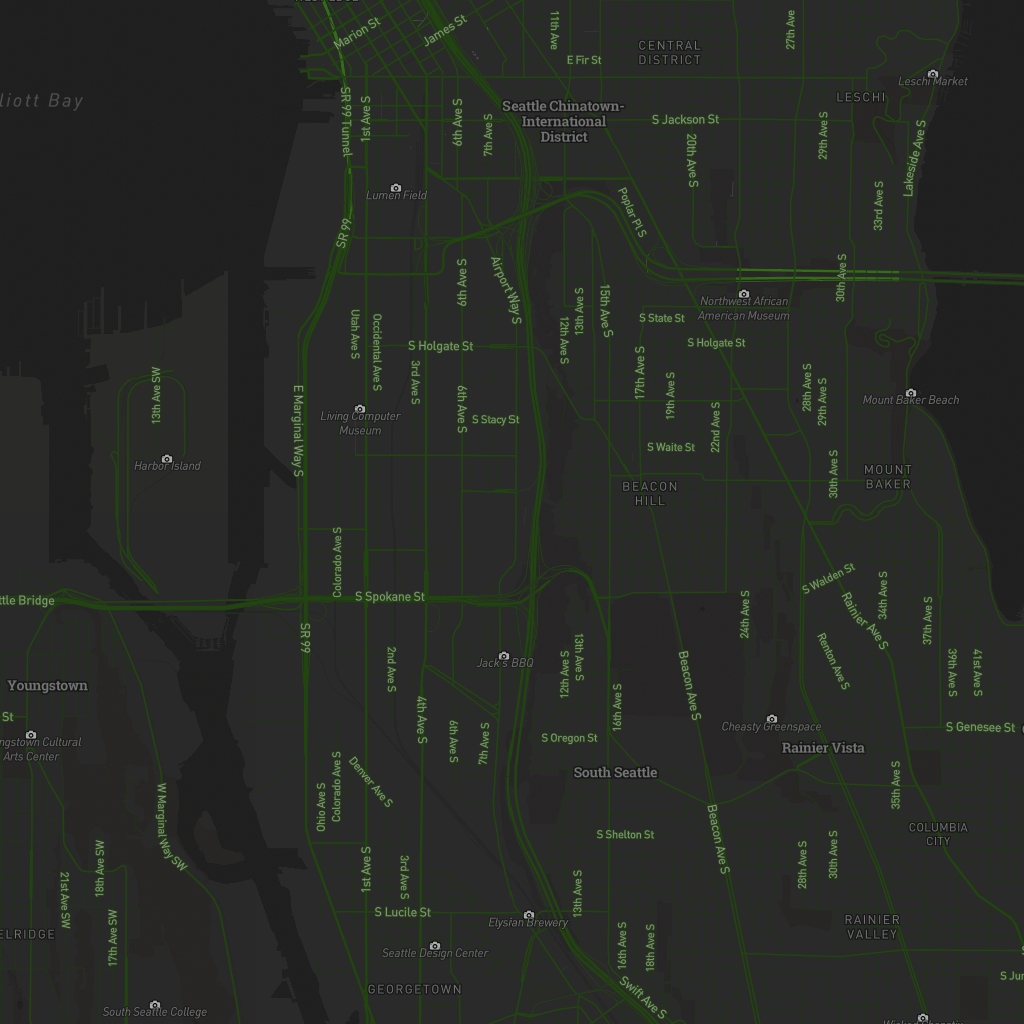 Marion St
James St
11th Ave
27th Ave
CENTRAL
DISTRICT
E Fir St
Leschi Market
LESCHI
lliott Bay
SR 99 Tunnel
1st Ave S
6th Ave S
7th Ave S
Seattle Chinatown-
International
District
S Jackson St
20th Ave S
29th Ave S
Lakeside Ave S
33rd Ave S
Lumen Field
SR 99
Poplar Pl S
Airport Way S
6th Ave S
30th Ave S
Northwest African
American Museum
15th Ave S
13th Ave S
12th Ave S
S State St
S Holgate St
Utah Ave S
Occidental Ave S
S Holgate St
3rd Ave S
17th Ave S
19th Ave S
28th Ave S
29th Ave S
13th Ave SW
E Marginal Way S
6th Ave S
S Stacy St
22nd Ave S
Mount Baker Beach
Living Computer
Museum
Harbor Island
S Waite St
30th Ave S
MOUNT
BAKER
BEACON
HILL
Colorado Ave S
S Walden St
34th Ave S
ttle Bridge
S Spokane St
24th Ave S
Rainier Ave S
37th Ave S
SR 99
2nd Ave S
Jack's BBQ
13th Ave S
12th Ave S
Beacon Ave S
Renton Ave S
39th Ave S
41st Ave S
Youngstown
16th Ave S
St
4th Ave S
6th Ave S
7th Ave S
S Oregon St
Cheasty Greenspace
S Genesee St
ngstown Cultural
Arts Center
Rainier Vista
South Seattle
W Marginal Way SW
Ohio Ave S
Colorado Ave S
Denver Ave S
35th Ave S
S Shelton St
Beacon Ave S
COLUMBIA
CITY
21st Ave SW
18th Ave SW
1st Ave S
3rd Ave S
13th Ave S
28th Ave S
30th Ave S
S Lucile St
Elysian Brewery
RAINIER
VALLEY
ELRIDGE
17th Ave SW
Seattle Design Center
16th Ave S
18th Ave S
GEORGETOWN
Swift Ave S
S Jun
South Seattle College